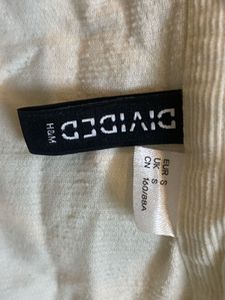 DIVIDED
H&M
EUR S
UK S
CN 160/88A